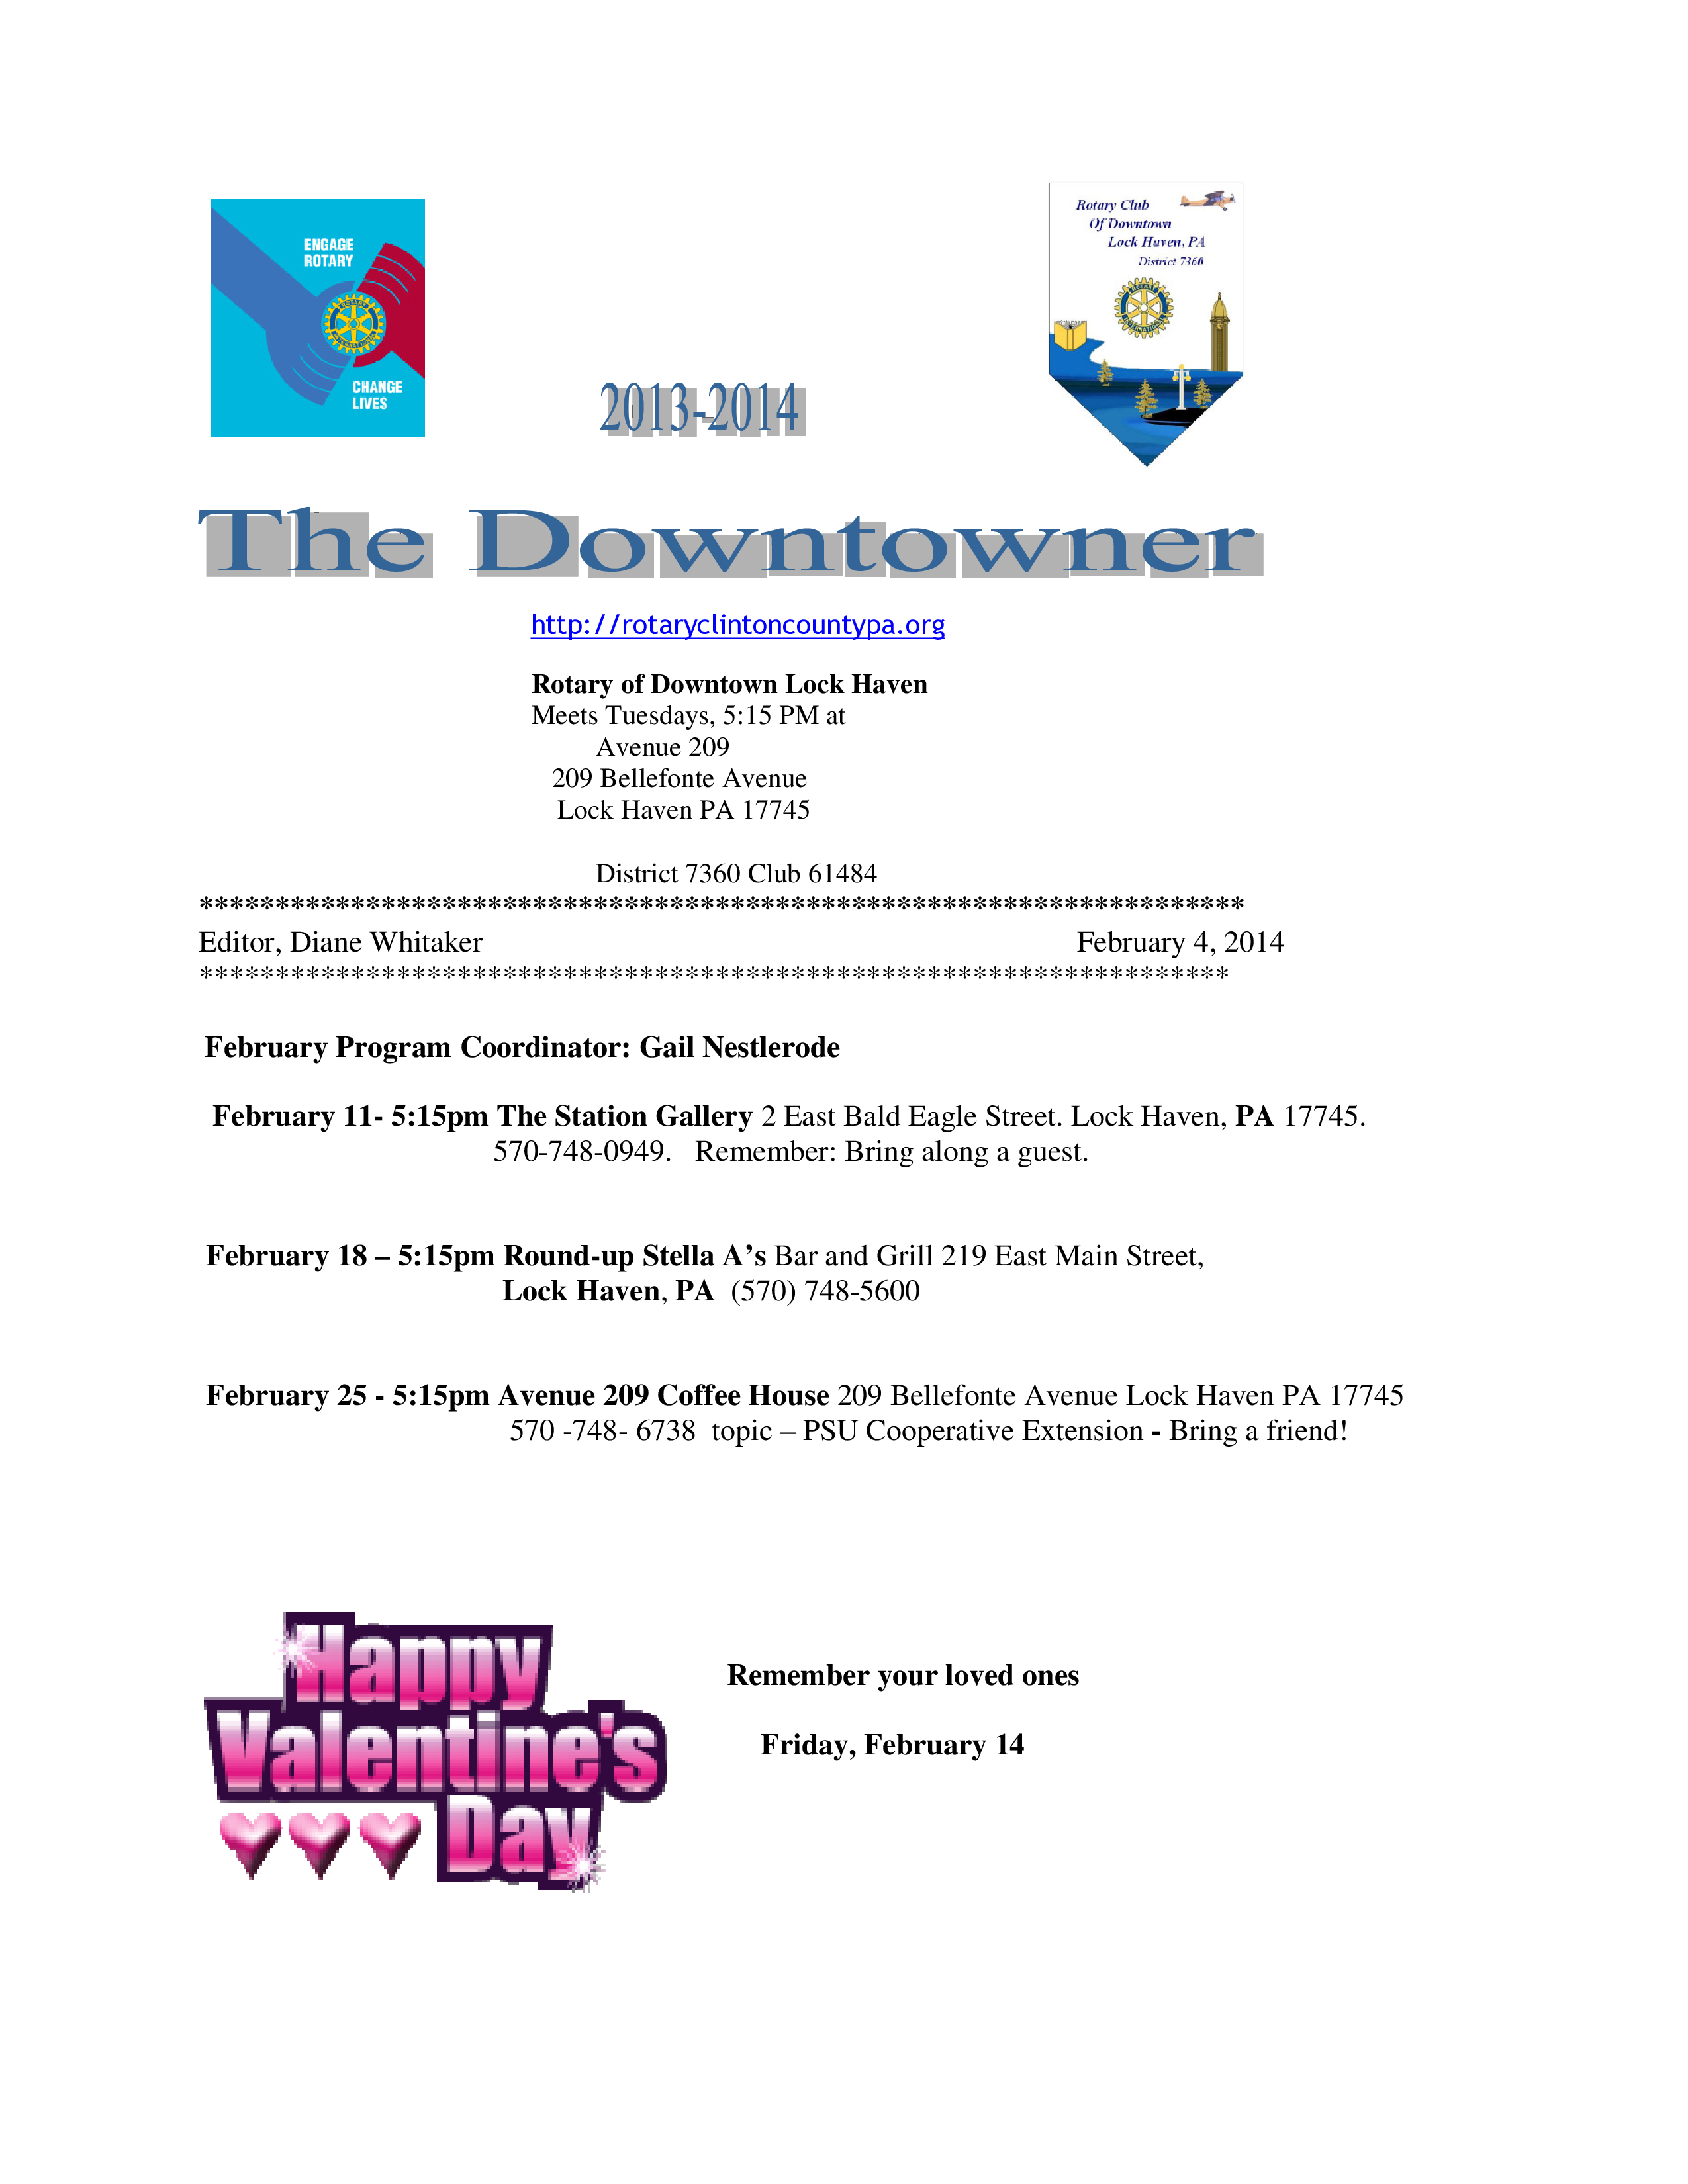 ENGAGE
ROTARY
CHANGE
LIVES
Rotary Club
Of Downtown
Lock Haven, PA
District 7360
ROTARY
INTERNATIONAL
2013-2014
The Downtowner
http://rotaryclintoncountypa.org
Rotary of Downtown Lock Haven
Meets Tuesdays, 5:15 PM at
Avenue 209
209 Bellefonte Avenue
Lock Haven PA 17745
District 7360 Club 61484
*********************************************************************
Editor, Diane Whitaker February 4, 2014
********************************************************************
February Program Coordinator: Gail Nestlerode
February 11- 5:15pm The Station Gallery 2 East Bald Eagle Street. Lock Haven, PA 17745.
570-748-0949. Remember: Bring along a guest.
February 18 – 5:15pm Round-up Stella A’s Bar and Grill 219 East Main Street,
Lock Haven, PA (570) 748-5600
February 25 - 5:15pm Avenue 209 Coffee House 209 Bellefonte Avenue Lock Haven PA 17745
570 -748- 6738 topic – PSU Cooperative Extension - Bring a friend!
Happy
Valentine's
Day
Remember your loved ones
Friday, February 14